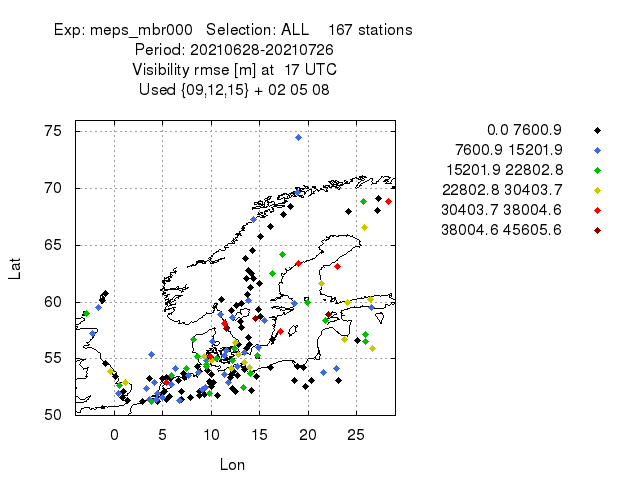 Exp: meps_mbr000 Selection: ALL 167 stations
Period: 20210628-20210726
Visibility rmse [m] at 17 UTC
Used {09,12,15} + 02 05 08
0.0 7600.9
7600.9 15201.9
15201.9 22802.8
22802.8 30403.7
30403.7 38004.6
38004.6 45605.6
75
70
65
60
55
50
Lat
0 5 10 15 20 25
Lon